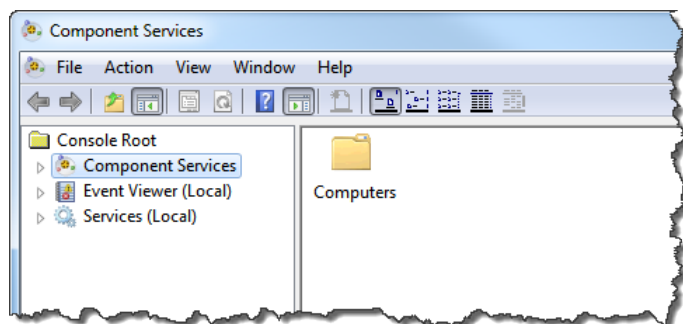 Component Services
File Action View Window Help
Console Root
Component Services
Event Viewer (Local)
Services (Local)
Computers